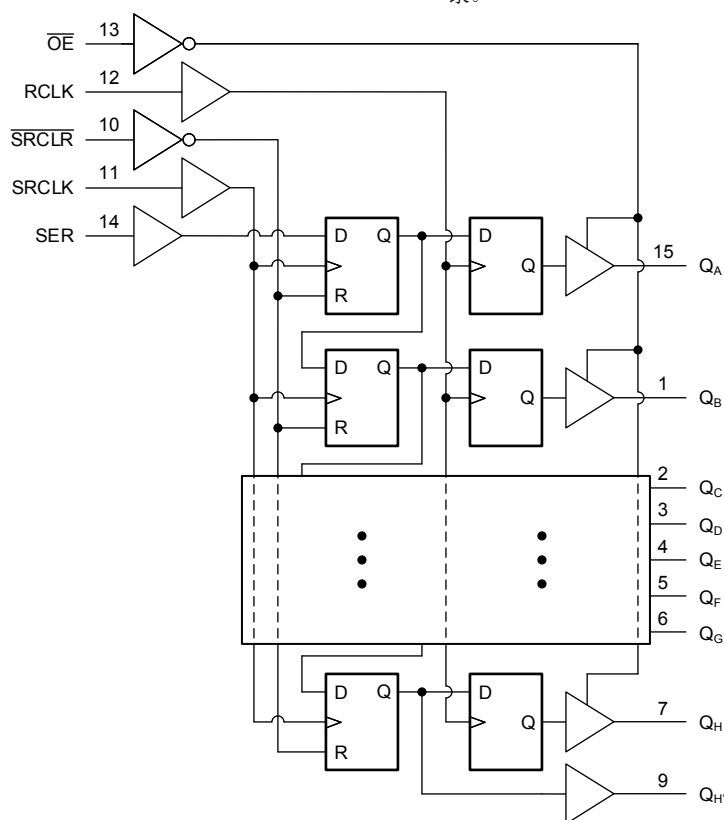 求。
OE 13
RCLK 12
SRCLR 10
SRCLK 11
SER 14
D Q D Q 15 QA
R
D Q D Q 1 QB
R
2 QC
3 QD
4 QE
5 QF
6 QG
D Q D Q 7 QH
R
9 QH'